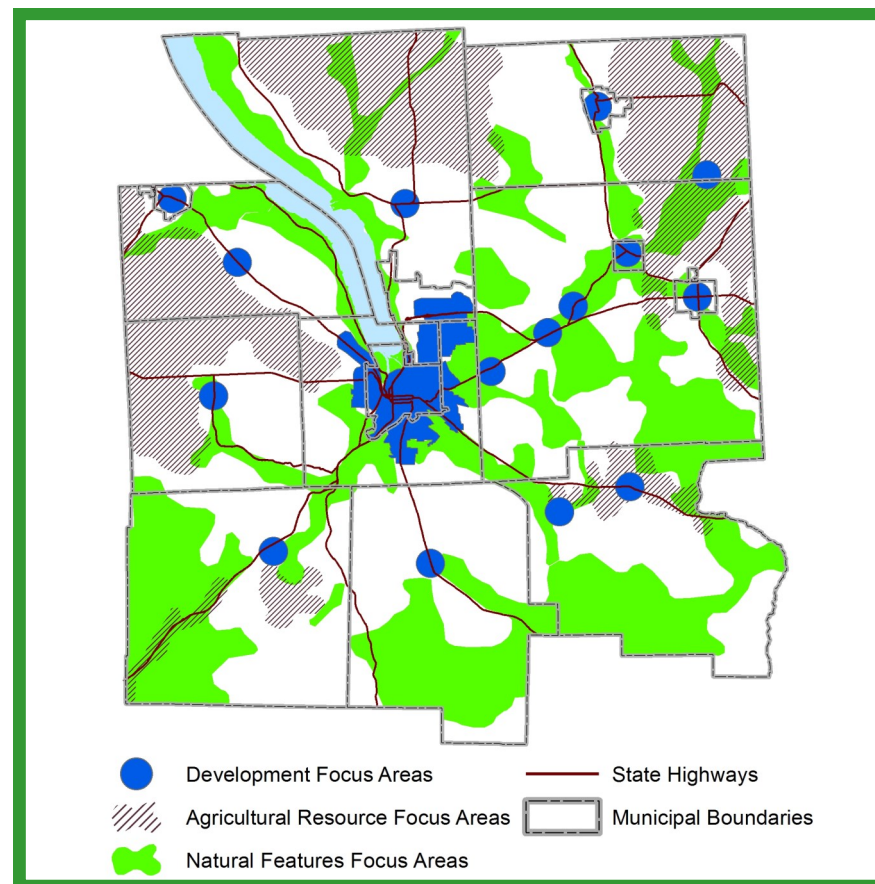 Development Focus Areas
State Highways
Agricultural Resource Focus Areas
Municipal Boundaries
Natural Features Focus Areas